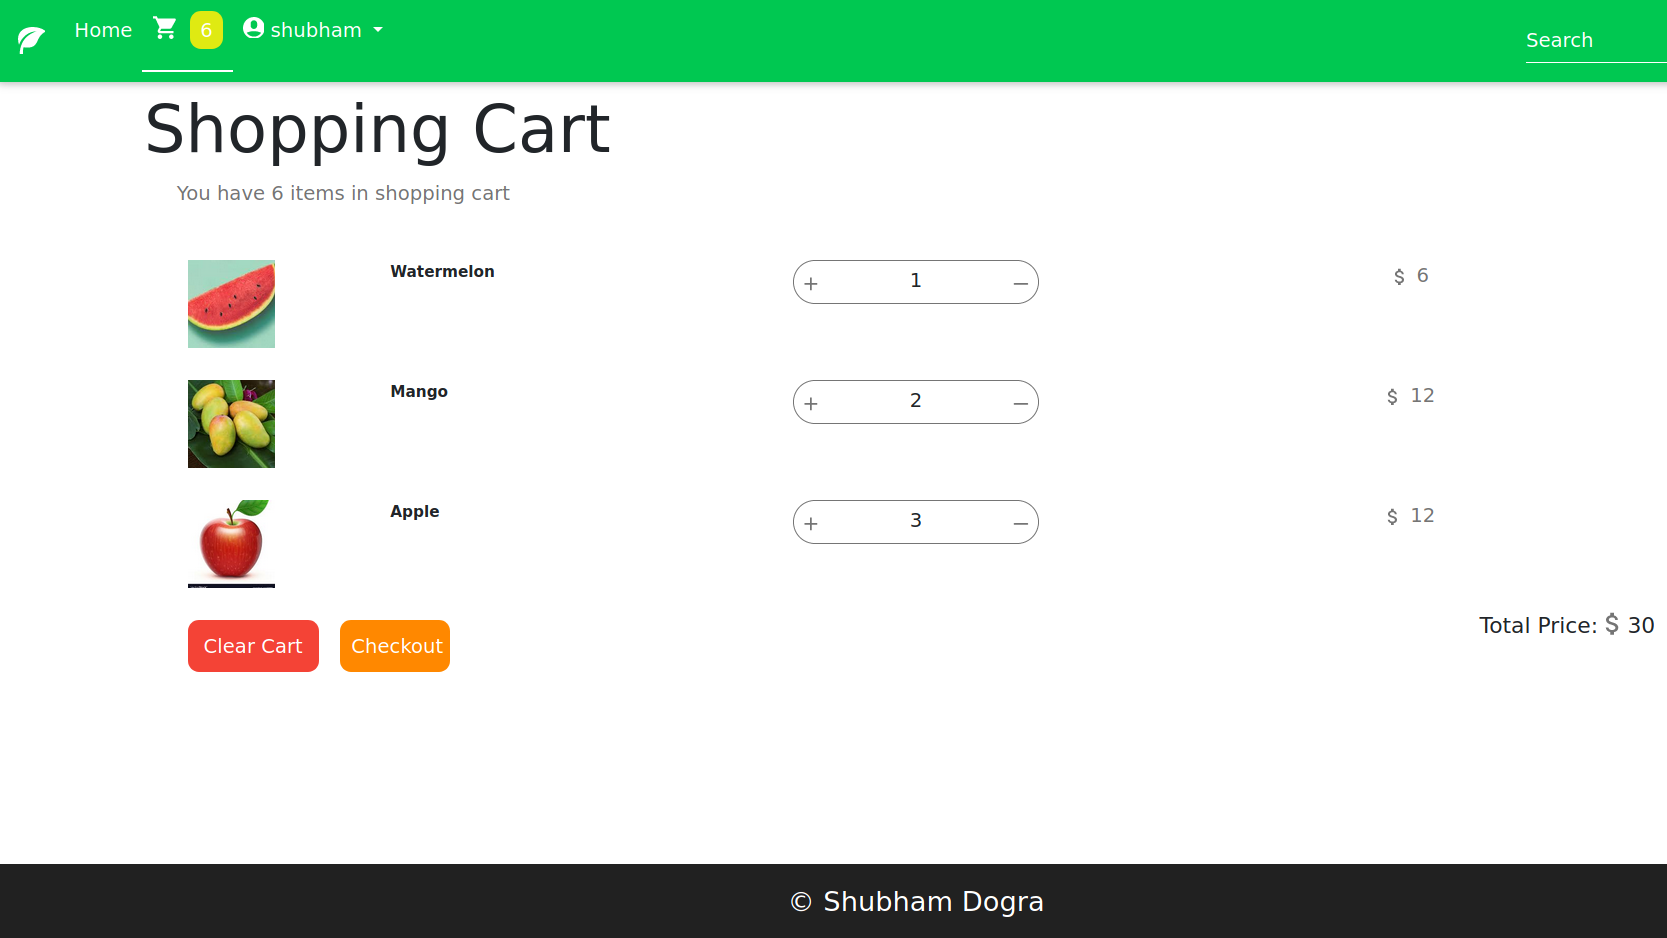 Home 6 shubham
Search
Shopping Cart
You have 6 items in shopping cart
Watermelon + 1 − $ 6
Mango + 2 − $ 12
Apple + 3 − $ 12
Clear Cart Checkout Total Price: $ 30
© Shubham Dogra